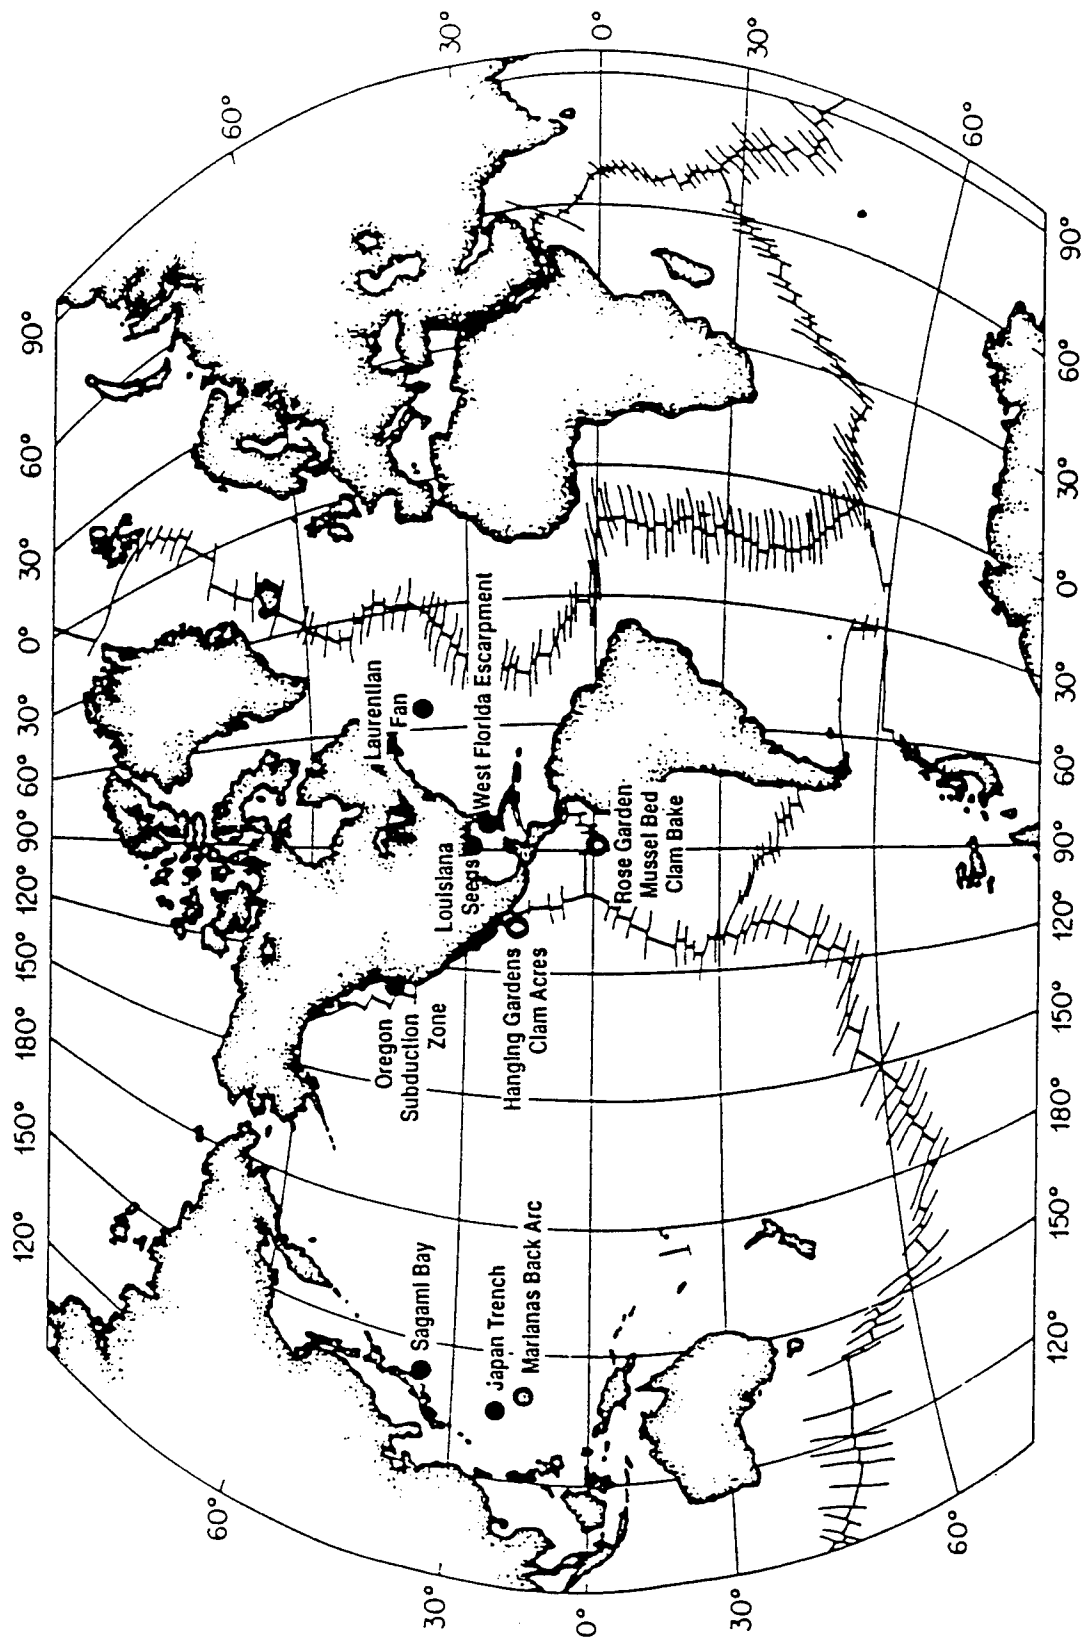 120° 150° 180° 150° 120° 90° 60° 30° 0° 30° 60° 90°
60°
60°
Laurentian
Fan
Oregon
Subduction
Zone
Sagami Bay
30°
30°
Louisiana
Seeps
West Florida Escarpment
Japan Trench
Marianas Back Arc
Hanging Gardens
Clam Acres
0°
0°
Rose Garden
Mussel Bed
Clam Bake
30°
30°
60°
60°
120° 150° 180° 150° 120° 90° 60° 30° 0° 30° 60° 90°